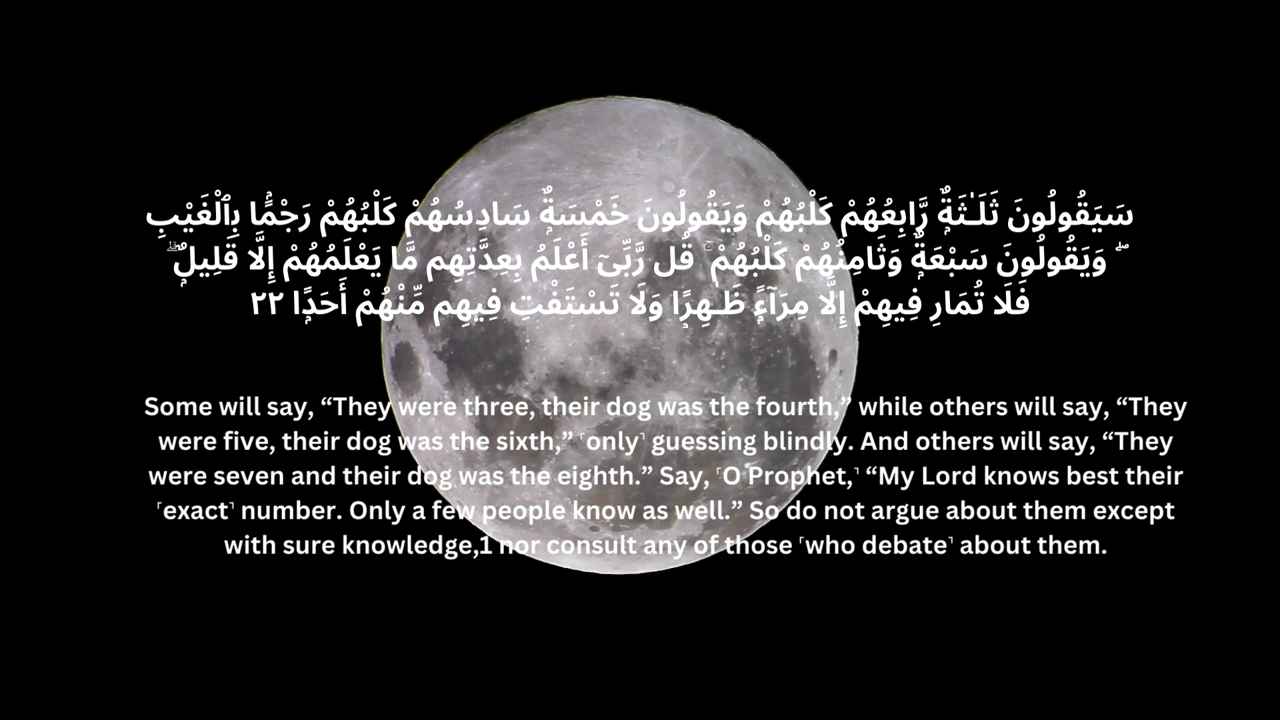 سَيَقُولُونَ ثَلَـٰثَةٌۭ رَّابِعُهُمْ كَلْبُهُمْ وَيَقُولُونَ خَمْسَةٌۭ سَادِسُهُمْ كَلْبُهُمْ رَجْمًۢا بِٱلْغَيْبِ
ۖ وَيَقُولُونَ سَبْعَةٌۭ وَثَامِنُهُمْ كَلْبُهُمْ ۚ قُل رَّبِّىٓ أَعْلَمُ بِعِدَّتِهِم مَّا يَعْلَمُهُمْ إِلَّا قَلِيلٌۭ ۗ
فَلَا تُمَارِ فِيهِمْ إِلَّا مِرَآءًۭ ظَـٰهِرًۭا وَلَا تَسْتَفْتِ فِيهِم مِّنْهُمْ أَحَدًۭا ٢٢
Some will say, “They were three, their dog was the fourth,” while others will say, “They
were five, their dog was the sixth,” ˹only˺ guessing blindly. And others will say, “They
were seven and their dog was the eighth.” Say, ˹O Prophet,˺ “My Lord knows best their
˹exact˺ number. Only a few people know as well.” So do not argue about them except
with sure knowledge,1 nor consult any of those ˹who debate˺ about them.